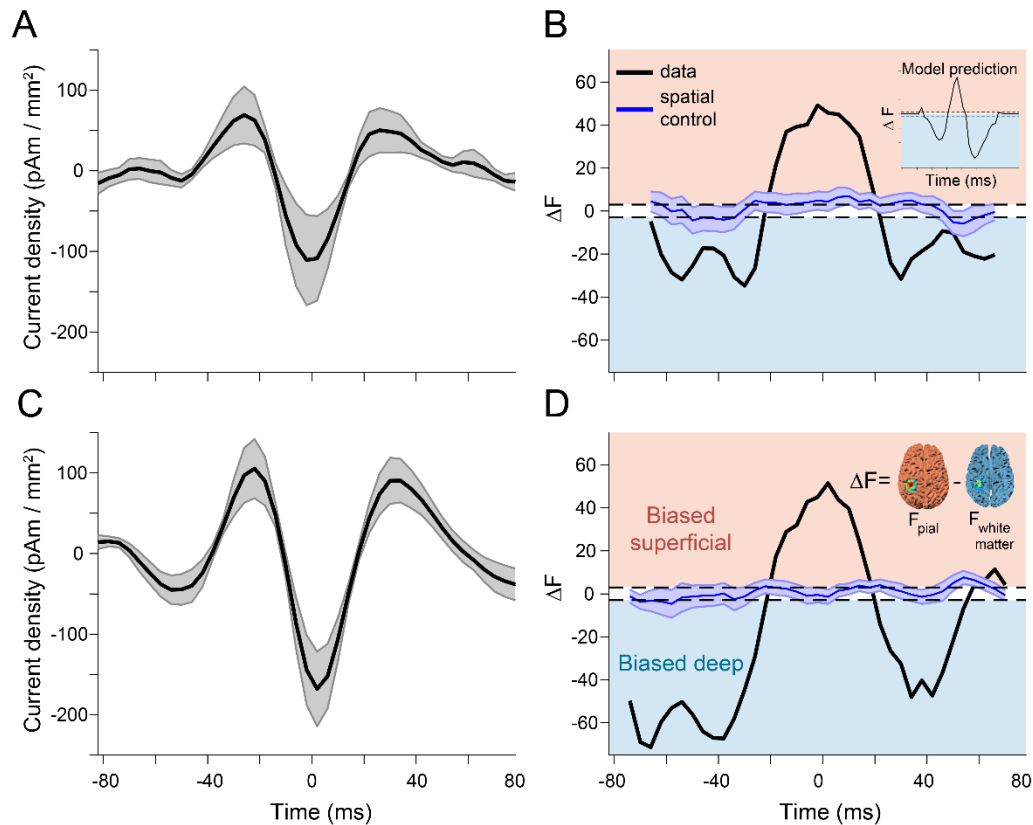 A
Current density (pAm / mm²)
100
0
-100
-200
B
data
spatial
control
Model prediction
Δ F
Time (ms)
ΔF
60
40
20
0
-20
-40
-60
C
Current density (pAm / mm²)
100
0
-100
-200
-80
-40
0
40
80
Time (ms)
D
ΔF=
-
F pial
F white
matter
Biased
superficial
Biased deep
ΔF
60
40
20
0
-20
-40
-60
-80
-40
0
40
80
Time (ms)